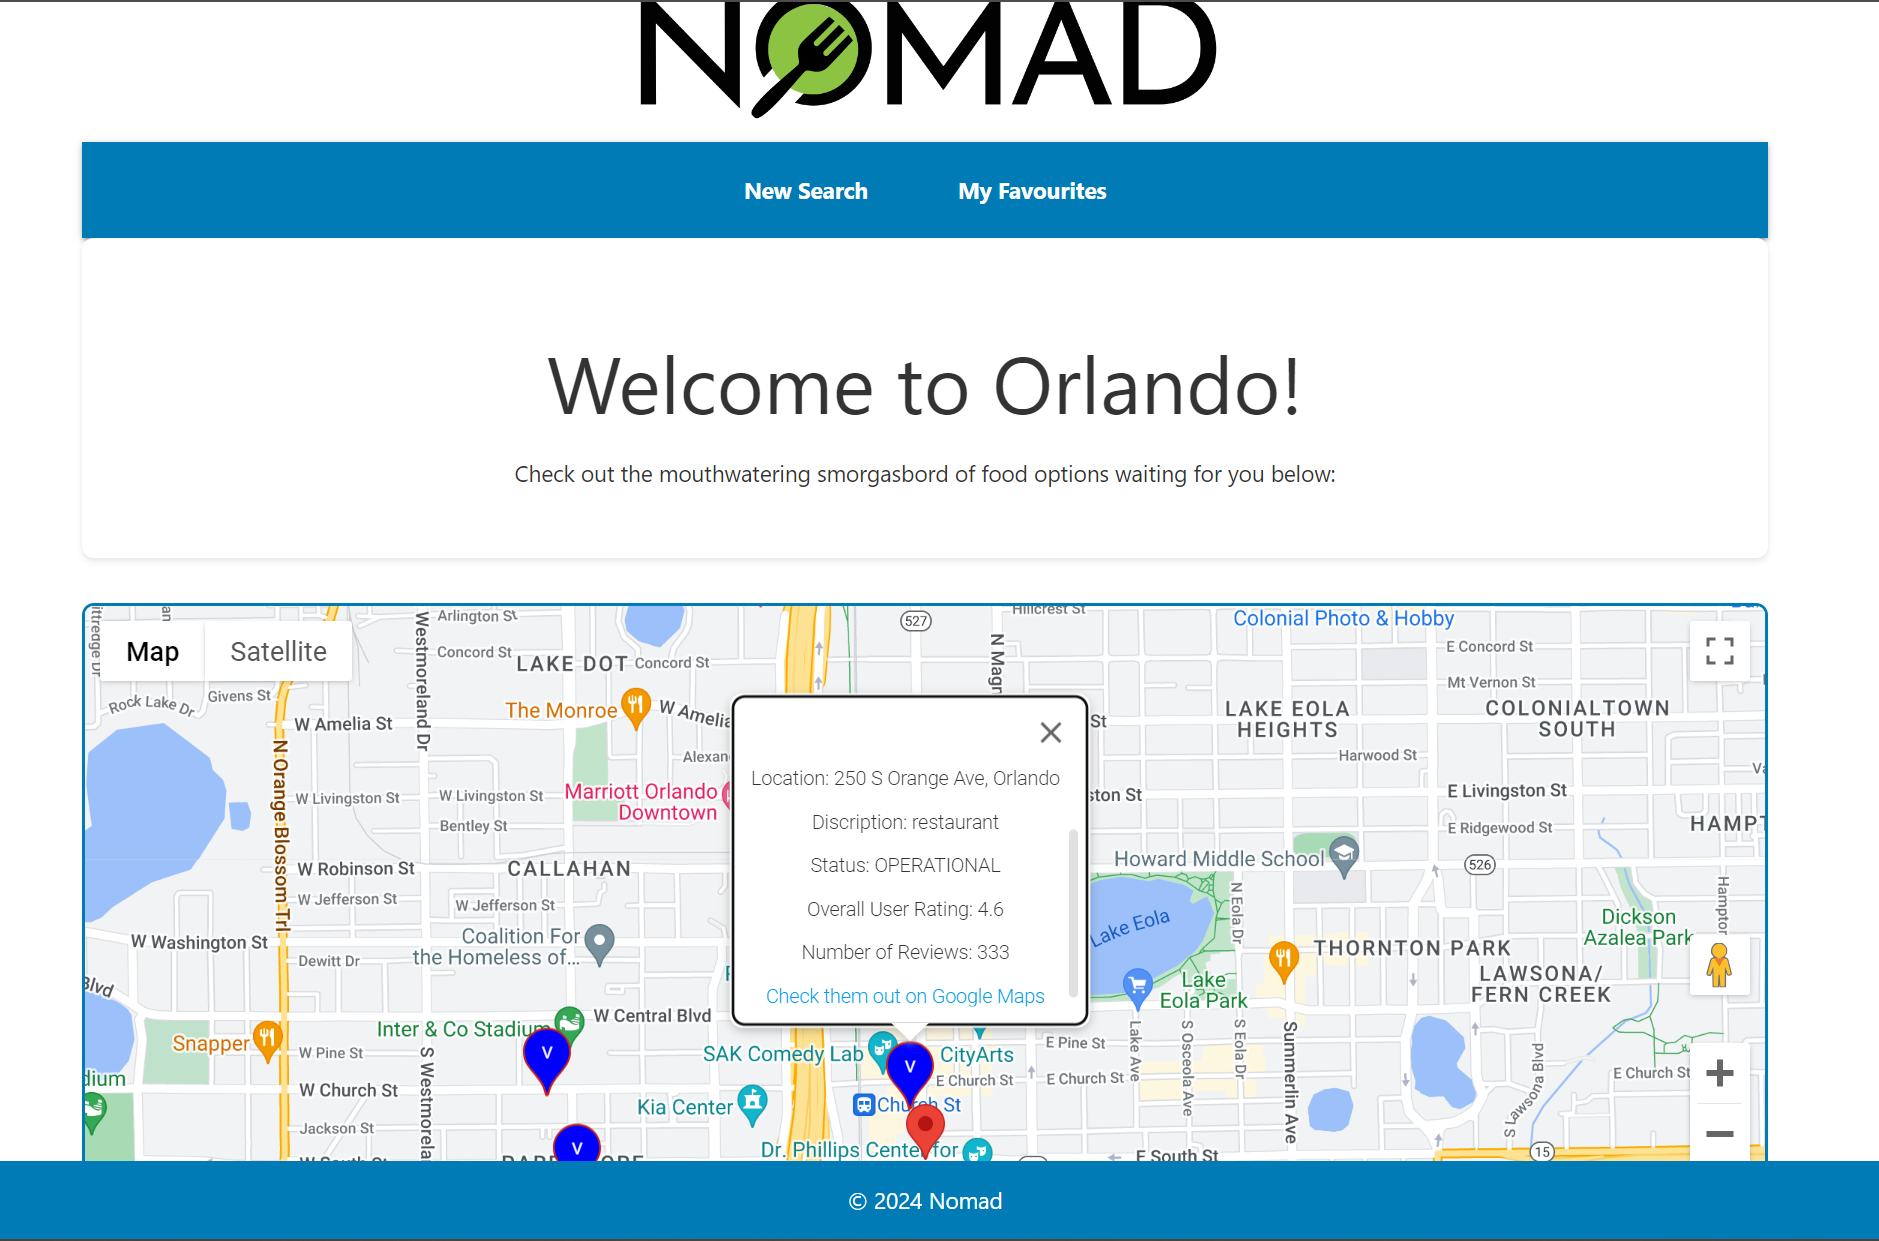 NOMAD
New Search
My Favourites
Welcome to Orlando!
Check out the mouthwatering smorgasbord of food options waiting for you below:
Map
Satellite
Arlington St
Westmoreland Dr
Concord St
LAKE DOT
Concord St
527
Hillcrest St
N Magn
Colonial Photo & Hobby
E Concord St
Mt Vernon St
Rock Lake Dr
Givens St
W Amelia St
The Monroe
W Amelia
St
LAKE EOLA
HEIGHTS
COLONIALTOWN
SOUTH
N Orange Blossom Trl
Alexan
Harwood St
Marriott Orlando
Downtown
W Livingston St
W Livingston St
ston St
E Livingston St
Bentley St
E Ridgewood St
HAMPT
Location: 250 S Orange Ave, Orlando
Discription: restaurant
Status: OPERATIONAL
Overall User Rating: 4.6
Number of Reviews: 333
Check them out on Google Maps
W Robinson St
CALLAHAN
Howard Middle School
526
W Jefferson St
W Jefferson St
N Eola Dr
Hampton
Lake Eola
Dickson
Azalea Park
W Washington St
Coalition For
the Homeless of...
Dewitt Dr
THORNTON PARK
LAWSONA/
FERN CREEK
Blvd
Lake
Eola Park
Inter & Co Stadium
W Central Blvd
Snapper
W Pine St
V
SAK Comedy Lab
CityArts
V
E Pine St
Lake Ave
S Osceola Ave
S Eola Dr
Summerlin Ave
S Lawsona Blvd
S Westmorela
dium
W Church St
E Church St
E Church St
E Church St
Kia Center
Church St
Jackson St
V
Dr. Phillips Center for
E South St
15
© 2024 Nomad